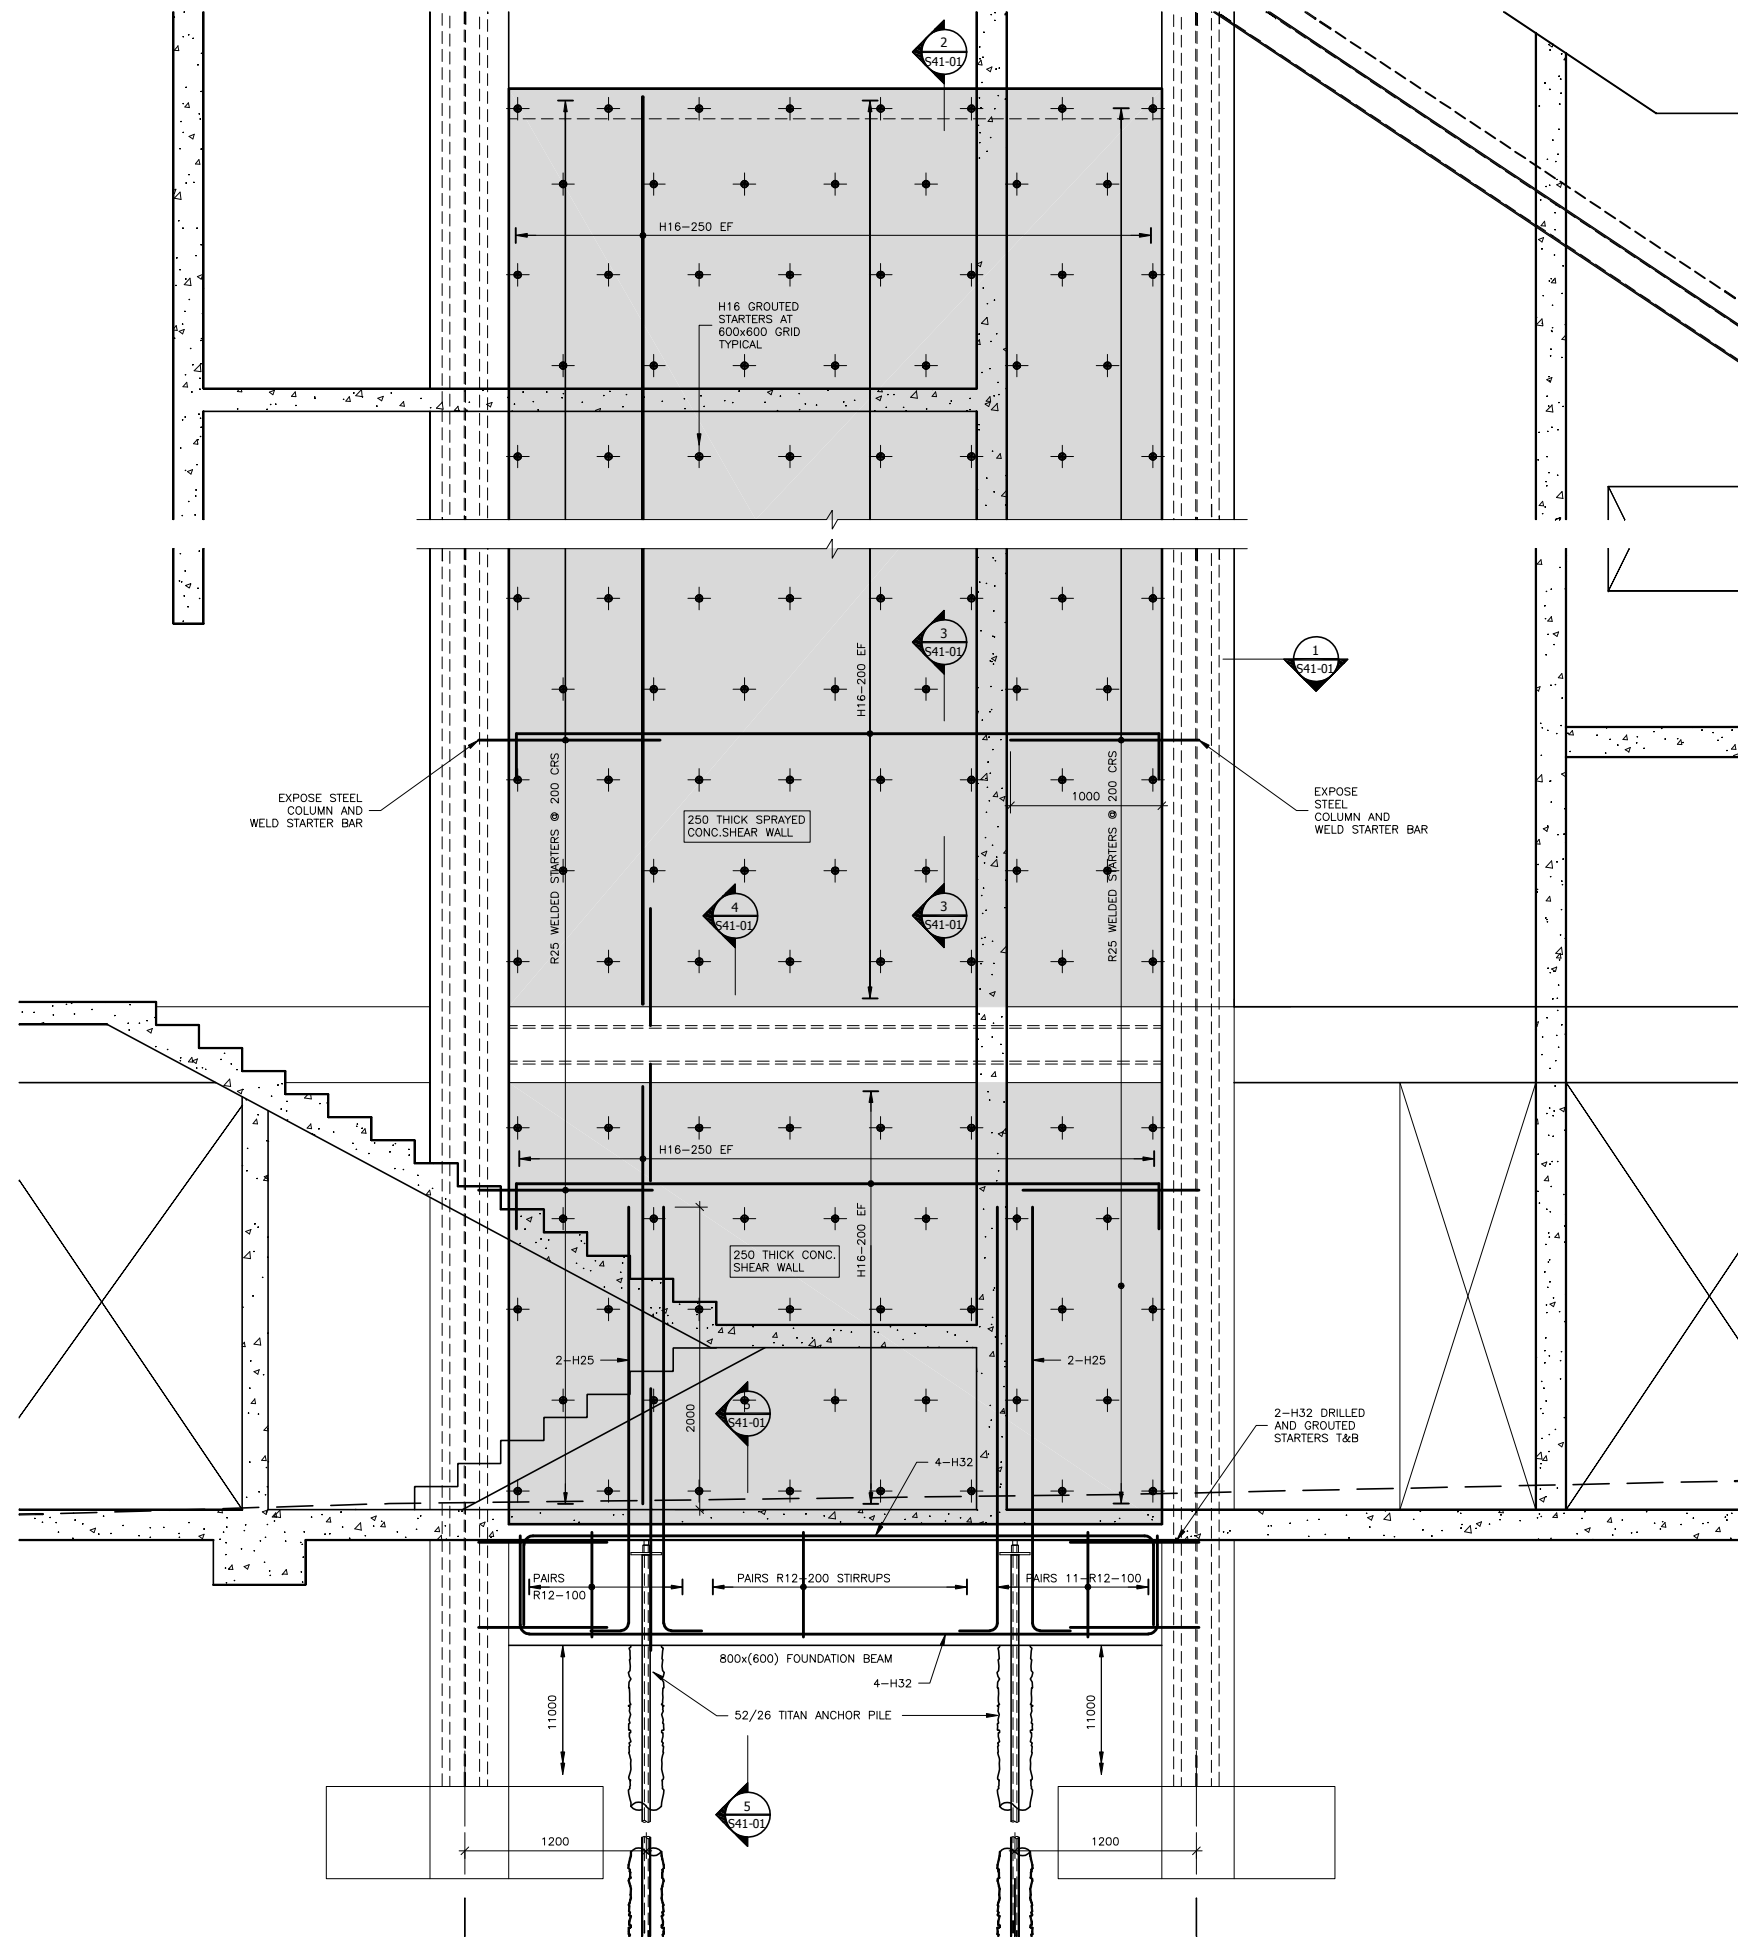 2
S41-01
H16-250 EF
H16 GROUTED
STARTERS AT
600x600 GRID
TYPICAL
3
S41-01
1
S41-01
H16-200 EF
EXPOSE STEEL
COLUMN AND
WELD STARTER BAR
R25 WELDED STARTERS @ 200 CRS
250 THICK SPRAYED
CONC.SHEAR WALL
1000
R25 WELDED STARTERS @ 200 CRS
EXPOSE
STEEL
COLUMN AND
WELD STARTER BAR
4
S41-01
3
S41-01
H16-250 EF
250 THICK CONC.
SHEAR WALL
H16-200 EF
2-H25
2-H25
2000
5
S41-01
2-H32 DRILLED
AND GROUTED
STARTERS T&B
4-H32
PAIRS
R12-100
PAIRS R12-200 STIRRUPS
PAIRS 11-R12-100
800x(600) FOUNDATION BEAM
4-H32
11000
11000
52/26 TITAN ANCHOR PILE
5
S41-01
1200
1200